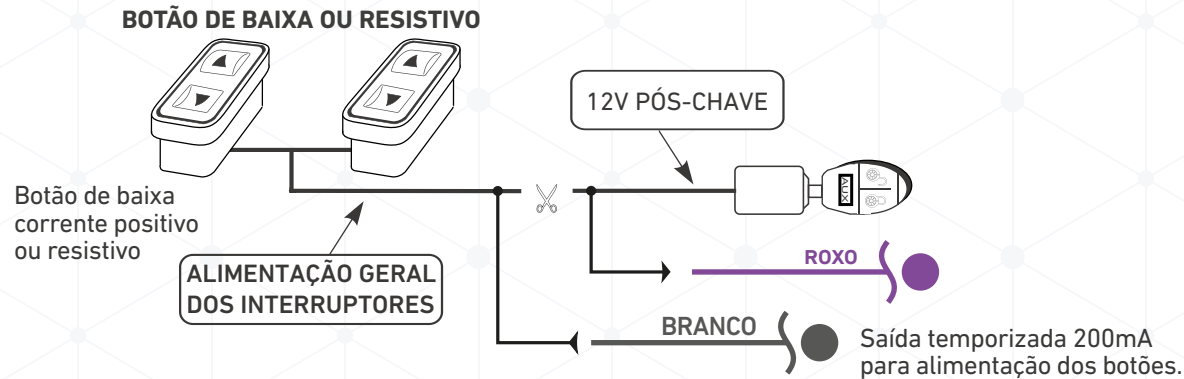 BOTÃO DE BAIXA OU RESISTIVO
12V PÓS-CHAVE
AUX
Botão de baixa
corrente positivo
ou resistivo
ALIMENTAÇÃO GERAL
DOS INTERRUPTORES
ROXO
BRANCO
Saída temporizada 200mA
para alimentação dos botões.